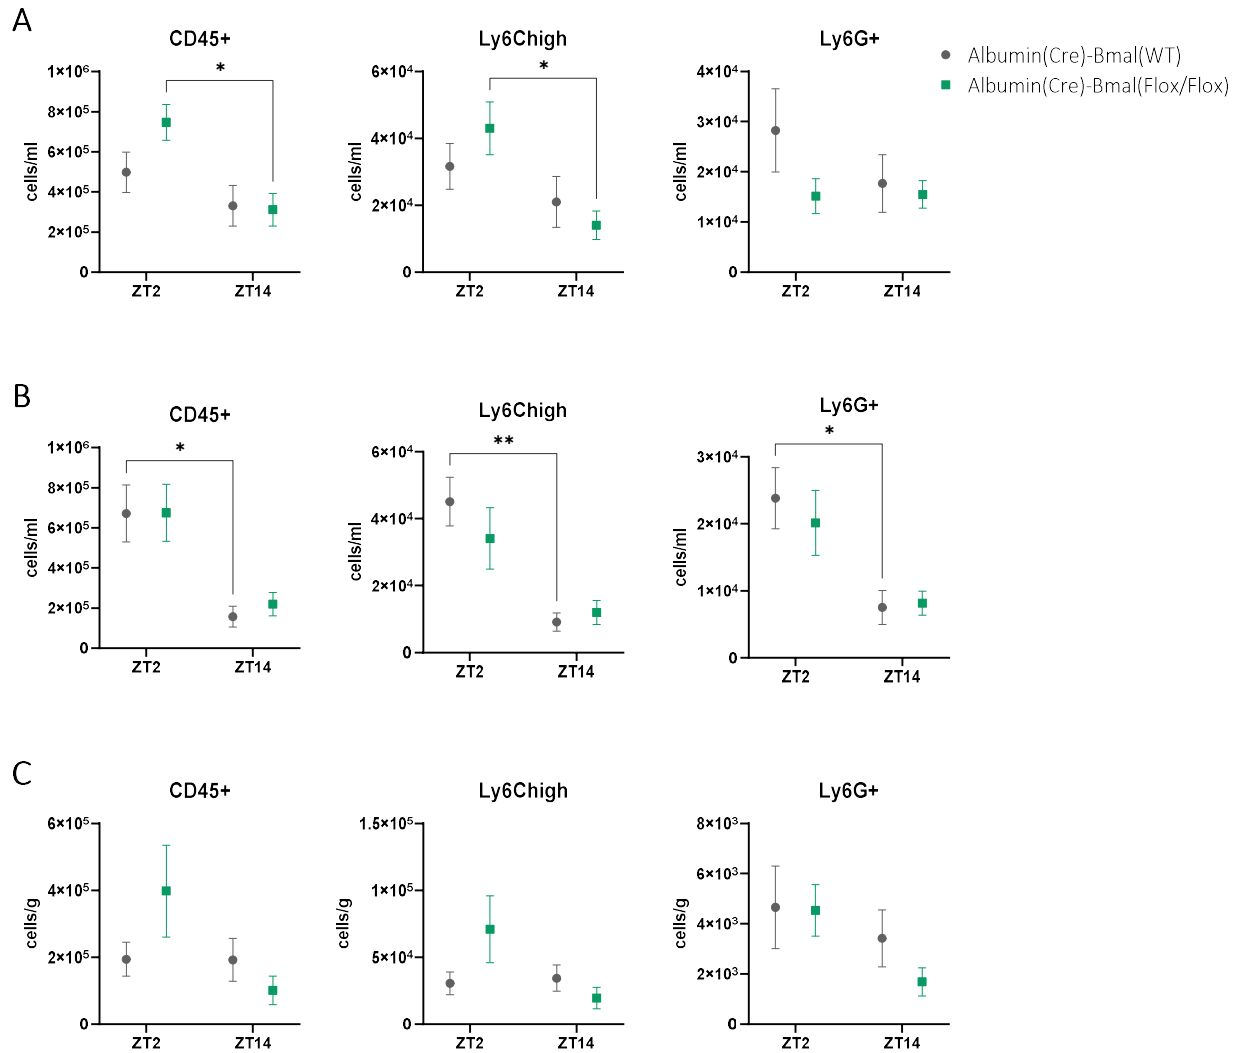 A
CD45+
Ly6Chigh
Ly6G+
Albumin(Cre)-Bmal(WT)
Albumin(Cre)-Bmal(Flox/Flox)
cells/ml
1×10⁶
8×10⁵
6×10⁵
4×10⁵
2×10⁵
0
*
ZT2
ZT14
cells/ml
6×10⁴
4×10⁴
2×10⁴
0
*
ZT2
ZT14
cells/ml
4×10⁴
3×10⁴
2×10⁴
1×10⁴
0
ZT2
ZT14
B
CD45+
Ly6Chigh
Ly6G+
cells/ml
1×10⁶
8×10⁵
6×10⁵
4×10⁵
2×10⁵
0
*
ZT2
ZT14
cells/ml
6×10⁴
4×10⁴
2×10⁴
0
**
ZT2
ZT14
cells/ml
3×10⁴
2×10⁴
1×10⁴
0
*
ZT2
ZT14
C
CD45+
Ly6Chigh
Ly6G+
cells/g
6×10⁵
4×10⁵
2×10⁵
0
ZT2
ZT14
cells/g
1.5×10⁵
1×10⁵
5×10⁴
0
ZT2
ZT14
cells/g
8×10³
6×10³
4×10³
2×10³
0
ZT2
ZT14